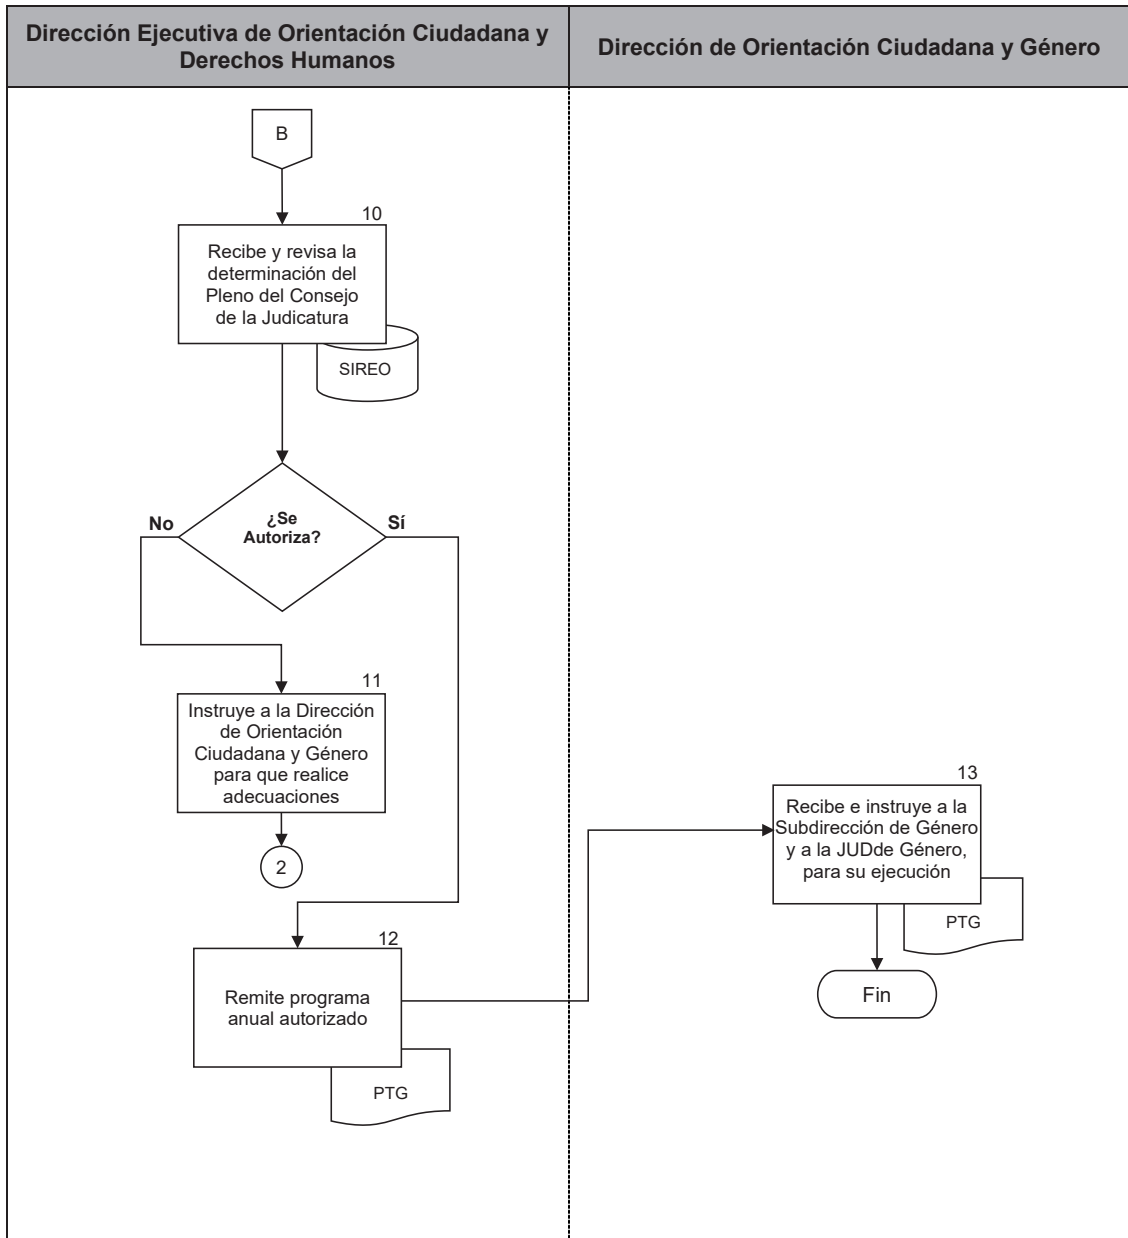 Dirección Ejecutiva de Orientación Ciudadana y
Derechos Humanos
Dirección de Orientación Ciudadana y Género
B
10
Recibe y revisa la
determinación del
Pleno del Consejo
de la Judicatura
SIREO
No
¿Se
Autoriza?
Sí
11
Instruye a la Dirección
de Orientación
Ciudadana y Género
para que realice
adecuaciones
2
12
Remite programa
anual autorizado
PTG
13
Recibe e instruye a la
Subdirección de Género
y a la JUDde Género,
para su ejecución
PTG
Fin